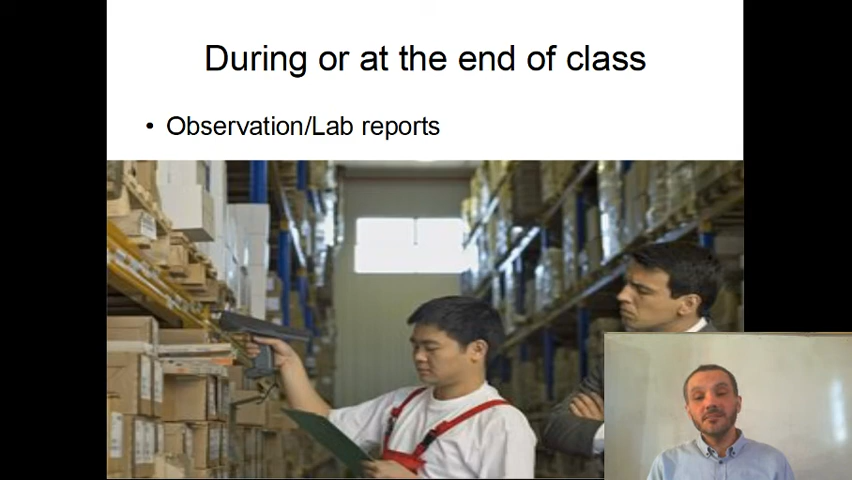 During or at the end of class
• Observation/Lab reports